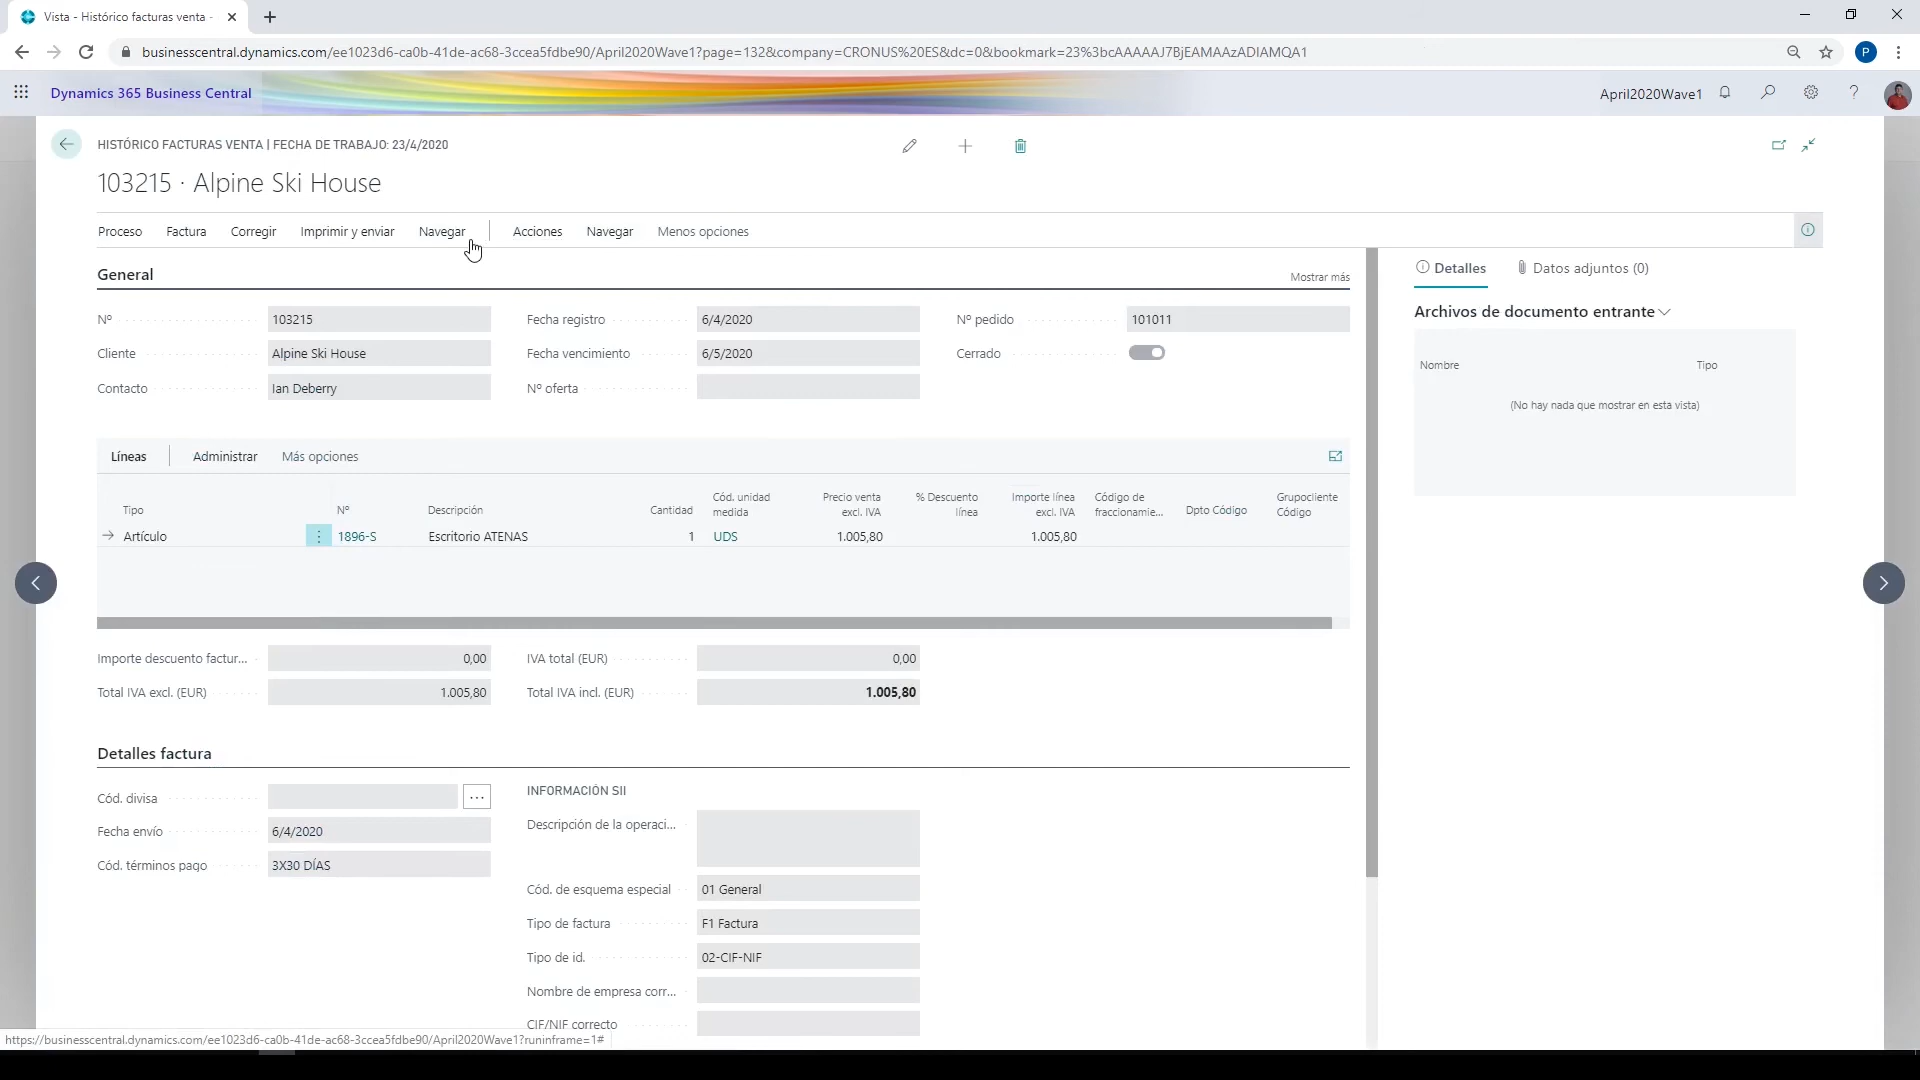 Vista - Histórico facturas venta -
businesscentral.dynamics.com/ee1023d6-ca0b-41de-ac68-3ccea5fdbe90/April2020Wave1?page=132&company=CRONUS%20ES&dc=0&bookmark=23%3bcAAAAAJ7BjEAMAAzADIAMQA1
P
Dynamics 365 Business Central
April2020Wave1
HISTÓRICO FACTURAS VENTA | FECHA DE TRABAJO: 23/4/2020
103215 · Alpine Ski House
Proceso Factura Corregir Imprimir y enviar Navegar Acciones Navegar Menos opciones
General
Mostrar más
Nº 103215 Fecha registro 6/4/2020 Nº pedido 101011
Cliente Alpine Ski House Fecha vencimiento 6/5/2020 Cerrado
Contacto Ian Deberry Nº oferta
Detalles Datos adjuntos (0)
Archivos de documento entrante
Nombre Tipo
(No hay nada que mostrar en esta vista)
Líneas Administrar Más opciones
Tipo Nº Descripción Cantidad Cód. unidad medida Precio venta excl. IVA % Descuento línea Importe línea excl. IVA Código de fraccionamie... Dpto Código Grupocliente Código
Artículo 1896-S Escritorio ATENAS 1 UDS 1.005,80 1.005,80
Importe descuento factur... 0,00 IVA total (EUR) 0,00
Total IVA excl. (EUR) 1.005,80 Total IVA incl. (EUR) 1.005,80
Detalles factura
Cód. divisa
Fecha envío 6/4/2020
Cód. términos pago 3X30 DÍAS
INFORMACIÓN SII
Descripción de la operaci...
Cód. de esquema especial 01 General
Tipo de factura F1 Factura
Tipo de id. 02-CIF-NIF
Nombre de empresa corr...
CIF/NIF correcto
https://businesscentral.dynamics.com/ee1023d6-ca0b-41de-ac68-3ccea5fdbe90/April2020Wave1?runinframe=1#